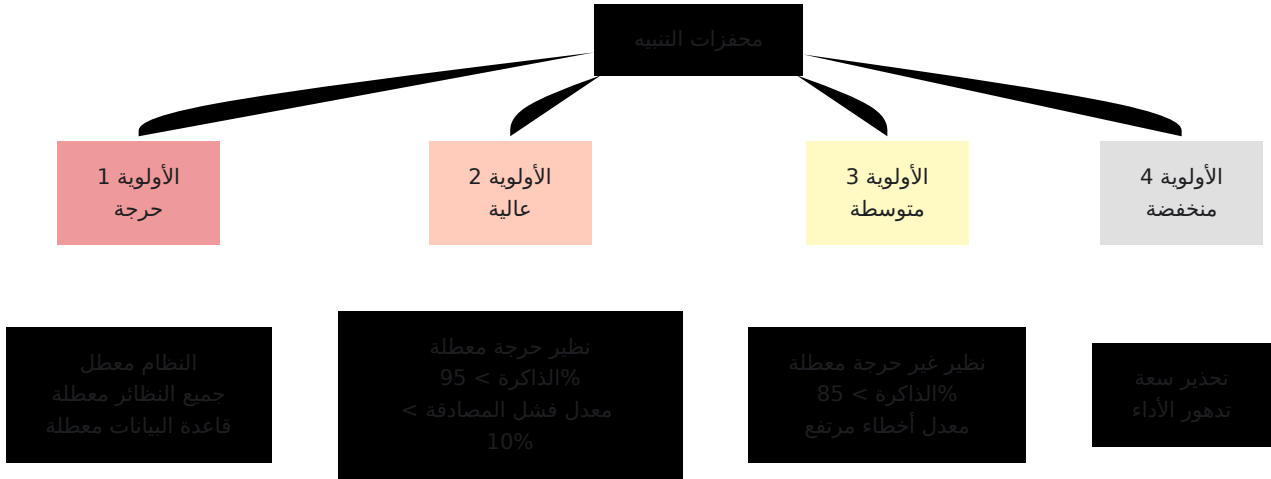 محفزات التنبيه
الأولوية 1
حرجة
الأولوية 2
عالية
الأولوية 3
متوسطة
الأولوية 4
منخفضة
النظام معطل
جميع النظائر معطلة
قاعدة البيانات معطلة
نظير حرجة معطلة
الذاكرة > 95%
معدل فشل المصادقة >
10%
نظير غير حرجة معطلة
الذاكرة > 85%
معدل أخطاء مرتفع
تحذير سعة
تدهور الأداء